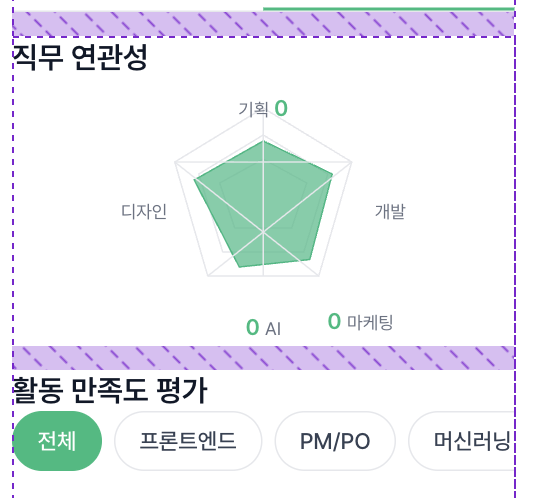 직무 연관성
기획 0
디자인
개발
0 AI
0 마케팅
활동 만족도 평가
전체 프론트엔드 PM/PO 머신러닝